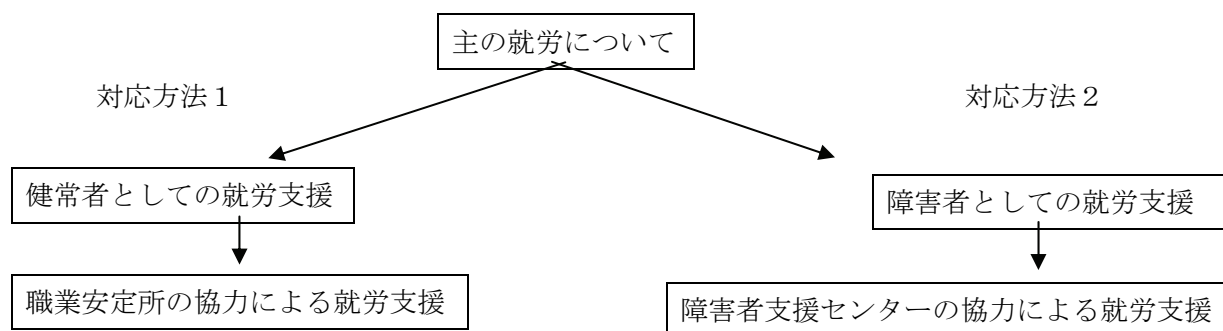 主の就労について
対応方法１
対応方法２
健常者としての就労支援
障害者としての就労支援
職業安定所の協力による就労支援
障害者支援センターの協力による就労支援